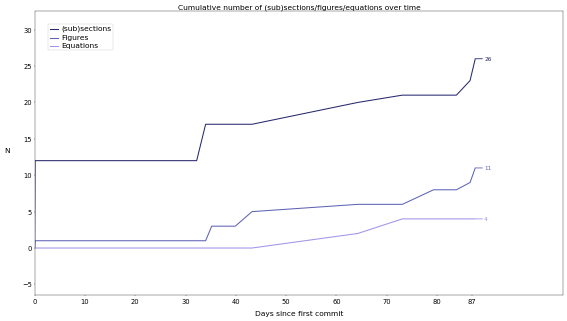 Cumulative number of (sub)sections/figures/equations over time
(sub)sections
Figures
Equations
N
30
25
20
15
10
5
0
−5
26
11
4
0 10 20 30 40 50 60 70 80 87
Days since first commit